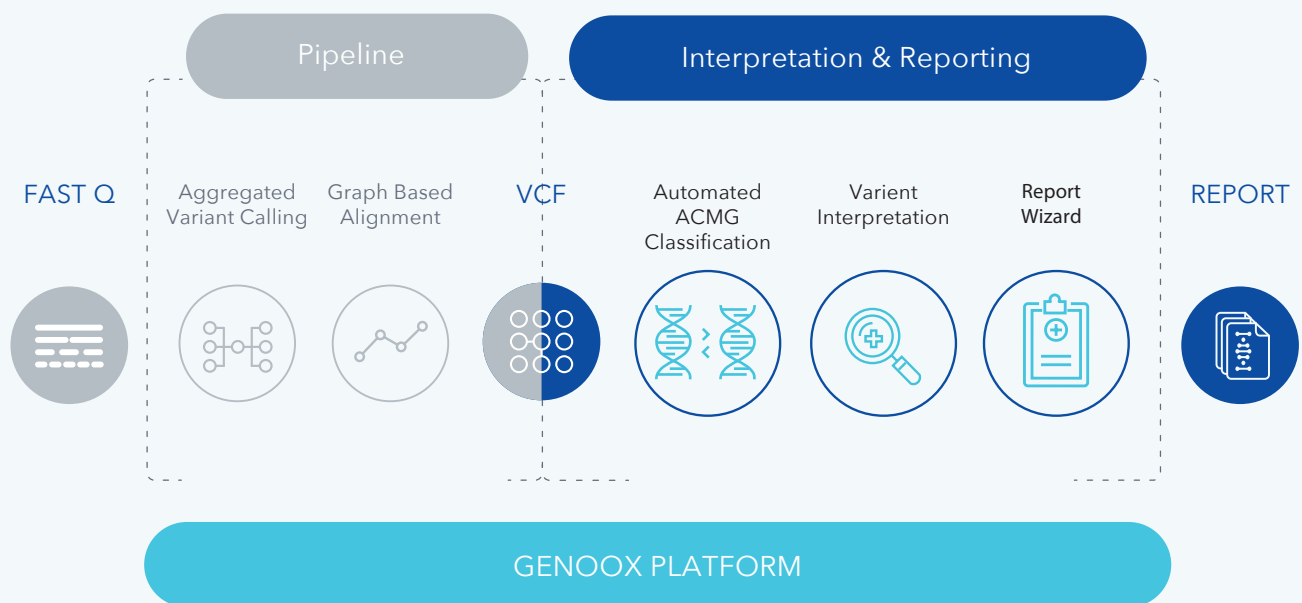 Pipeline
Interpretation & Reporting
FAST Q
Aggregated
Variant Calling
Graph Based
Alignment
VCF
Automated
ACMG
Classification
Varient
Interpretation
Report
Wizard
REPORT
GENOOX PLATFORM